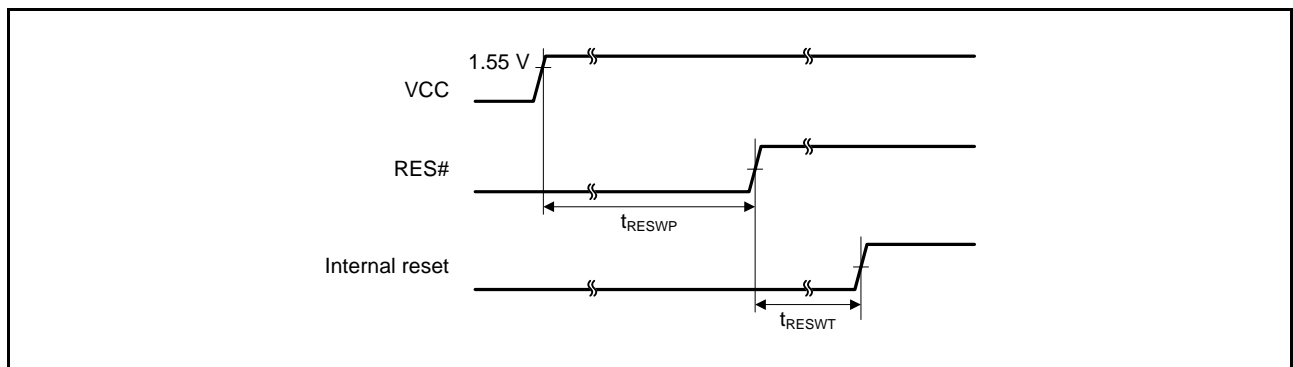 1.55 V
VCC
RES#
tRESWP
Internal reset
tRESWT